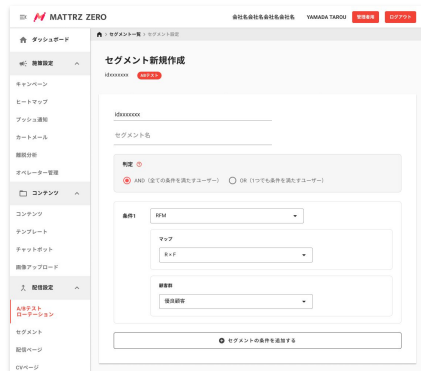 MATTRZ ZERO
会社名会社名会社名会社名 YAMADA TAROU 管理者用 ログアウト
ダッシュボード
施策設定
キャンペーン
ヒートマップ
プッシュ通知
カートメール
離脱分析
オペレーター管理
コンテンツ
コンテンツ
テンプレート
チャットボット
画像アップロード
配信設定
A/Bテスト
ローテーション
セグメント
配信ページ
CVページ
セグメント一覧 > セグメント設定
セグメント新規作成
idxxxxxxx A/Bテスト
idxxxxxxx
セグメント名
判定
AND（全ての条件を満たすユーザー） OR（1つでも条件を満たすユーザー）
条件1 RFM
マップ
R×F
顧客群
優良顧客
セグメントの条件を追加する